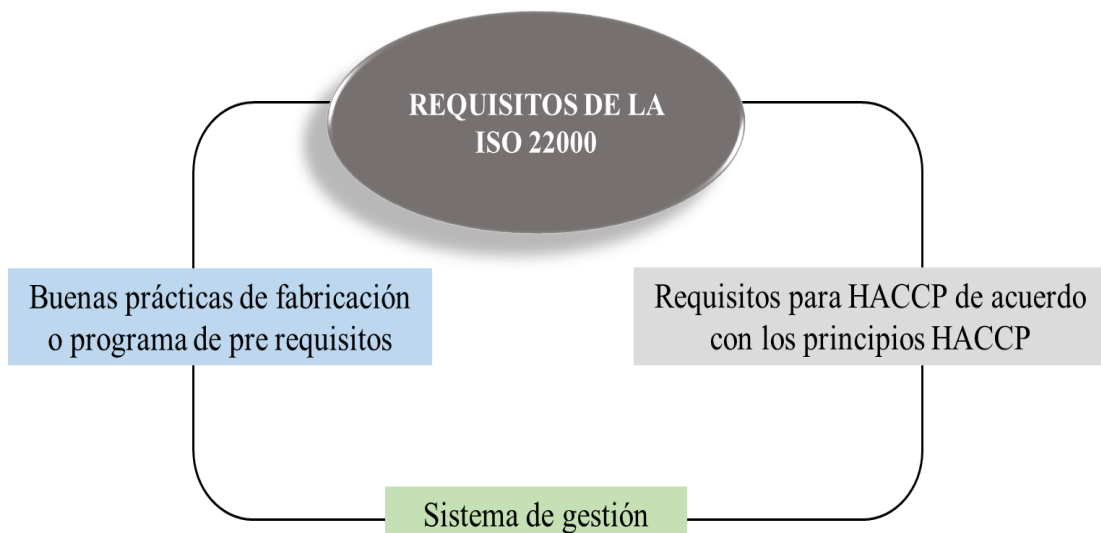 REQUISITOS DE LA
ISO 22000
Buenas prácticas de fabricación
o programa de pre requisitos
Requisitos para HACCP de acuerdo
con los principios HACCP
Sistema de gestión